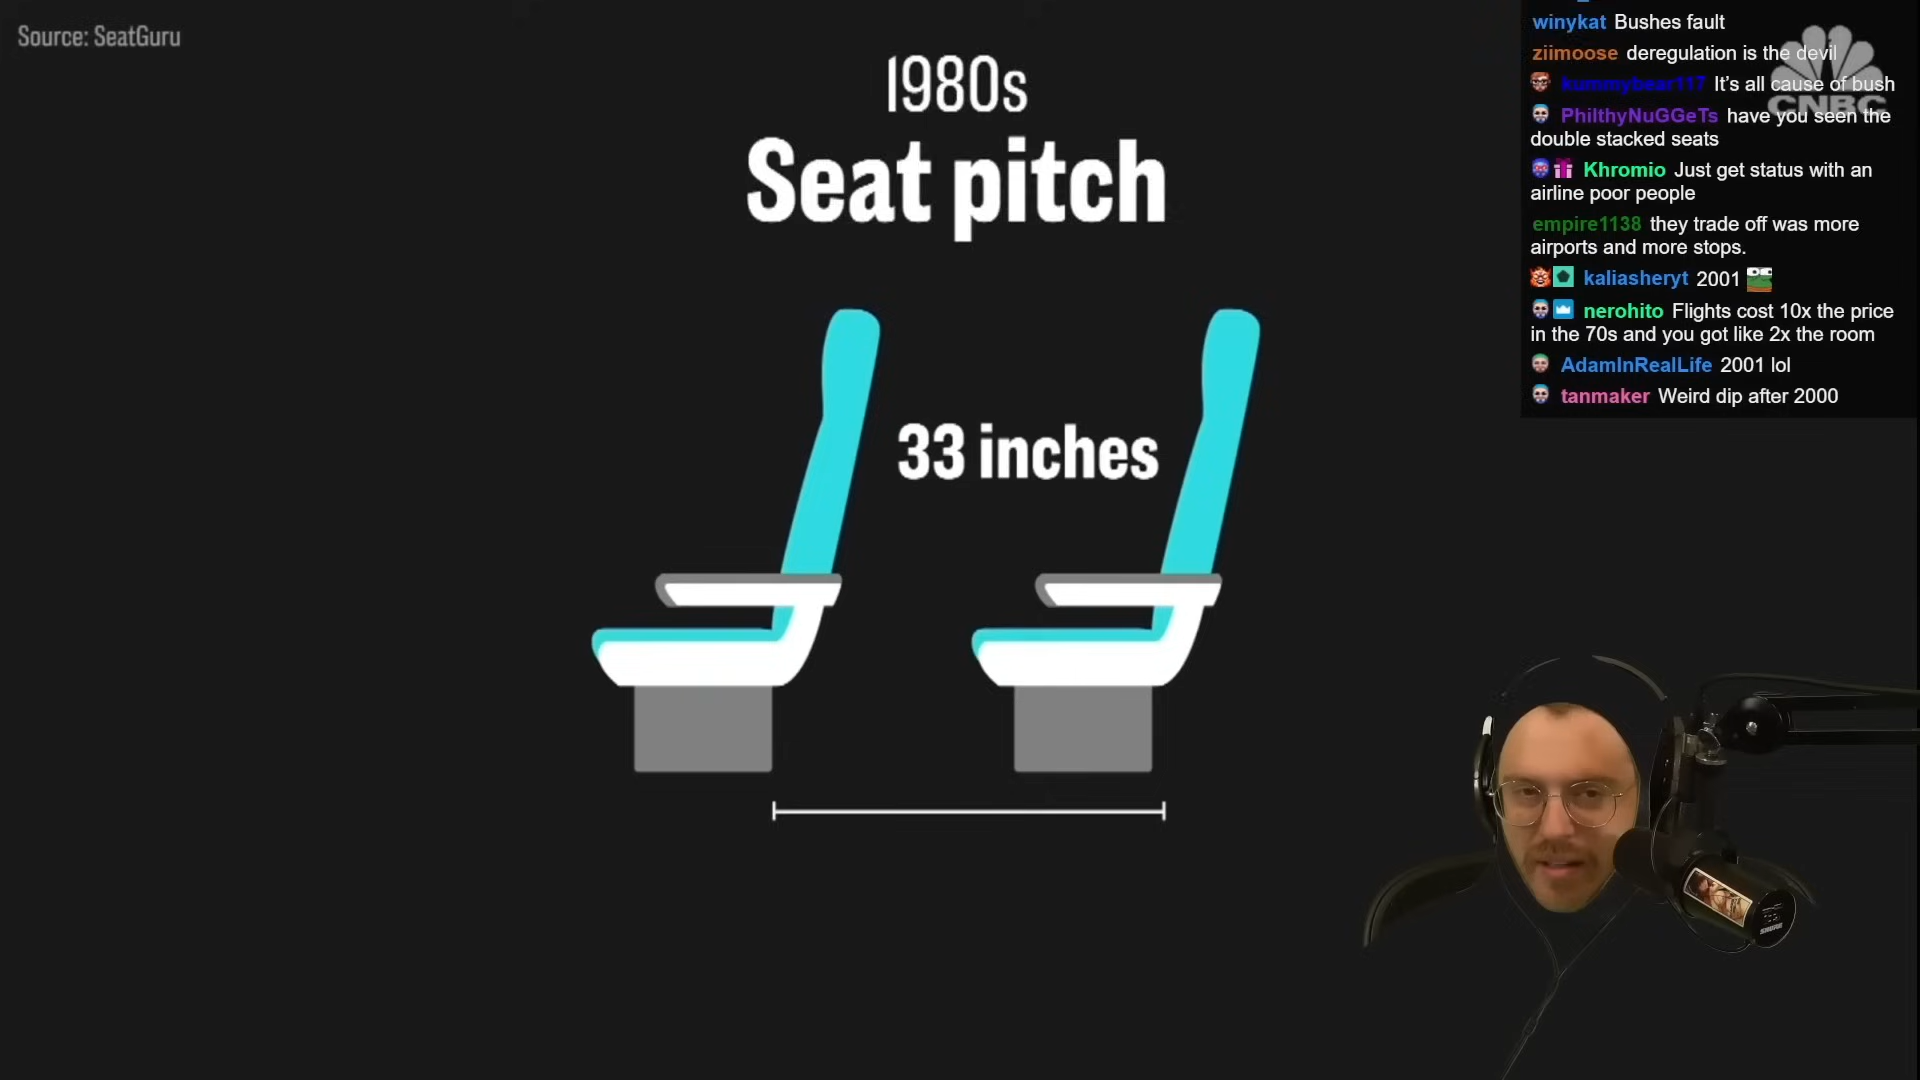 Source: SeatGuru
1980s
Seat pitch
33 inches
winykat Bushes fault
ziimoose deregulation is the devil
kummybear117 It's all cause of bush
CNBC
PhilthyNuGGeTs have you seen the
double stacked seats
Khromio Just get status with an
airline poor people
empire1138 they trade off was more
airports and more stops.
kaliasheryt 2001
nerohito Flights cost 10x the price
in the 70s and you got like 2x the room
AdamInRealLife 2001 lol
tanmaker Weird dip after 2000
SHURE